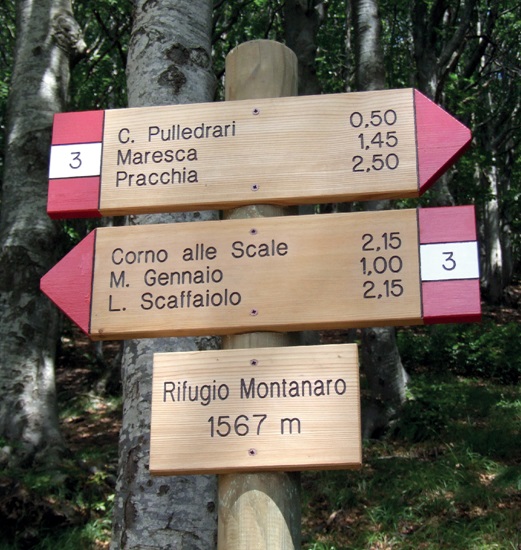 3
C. Pulledrari 0,50
Maresca 1,45
Pracchia 2,50
Corno alle Scale 2,15
M. Gennaio 1,00
L. Scaffaiolo 2,15
3
Rifugio Montanaro
1567 m